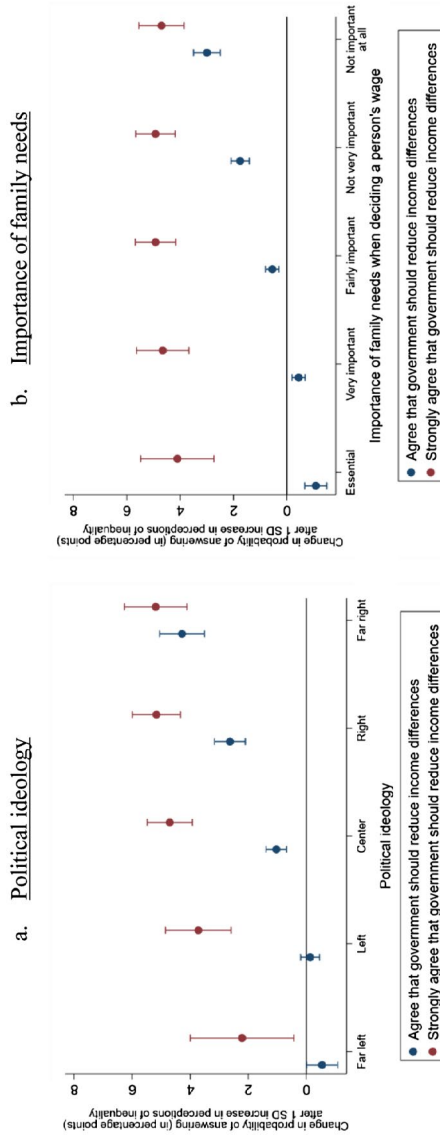 a. Political ideology
Change in probability of answering (in percentage points)
after 1 SD increase in perceptions of inequality
8
6
4
2
0
Far left
Left
Center
Right
Far right
Political ideology
Agree that government should reduce income differences
Strongly agree that government should reduce income differences
b. Importance of family needs
Change in probability of answering (in percentage points)
after 1 SD increase in perceptions of inequality
8
6
4
2
0
Essential
Very important
Fairly important
Not very important
Not important
at all
Importance of family needs when deciding a person's wage
Agree that government should reduce income differences
Strongly agree that government should reduce income differences